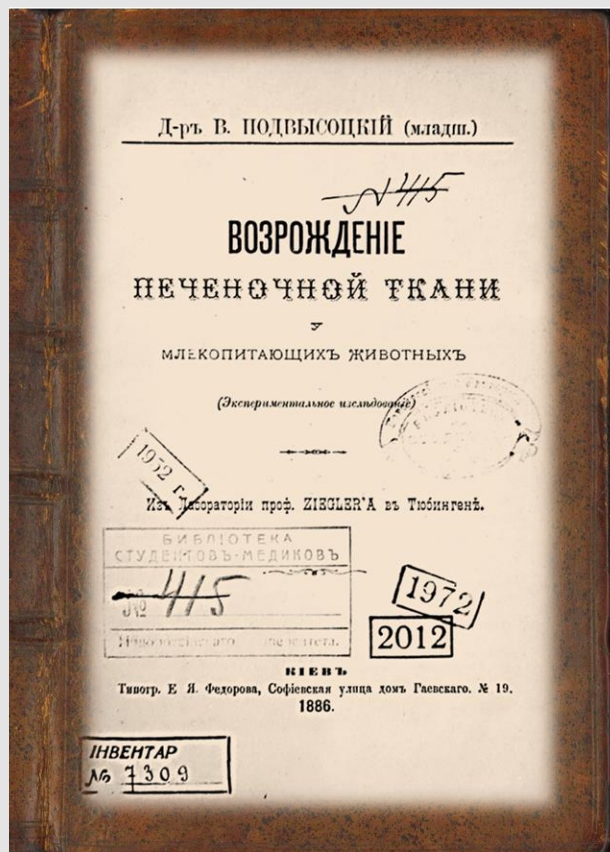 Д-ръ В. ПОДВЫСОЦКІЙ (младш.)
№ 415
ВОЗРОЖДЕНІЕ
ПЕЧЕНОЧНОЙ ТКАНИ
У
МЛЕКОПИТАЮЩИХЪ ЖИВОТНЫХЪ
(Экспериментальное изслѣдованіе)
1952 г.
Изъ Лабораторіи проф. ZIEGLER'A въ Тюбингенѣ.
БИБЛІОТЕКА
СТУДЕНТОВЪ-МЕДИКОВЪ
№ 415
1972
2012
КІЕВЪ
Типогр. Е Я. Федорова, Софіевская улица домъ Гаевскаго. № 19.
1886.
ІНВЕНТАР
№ 7309